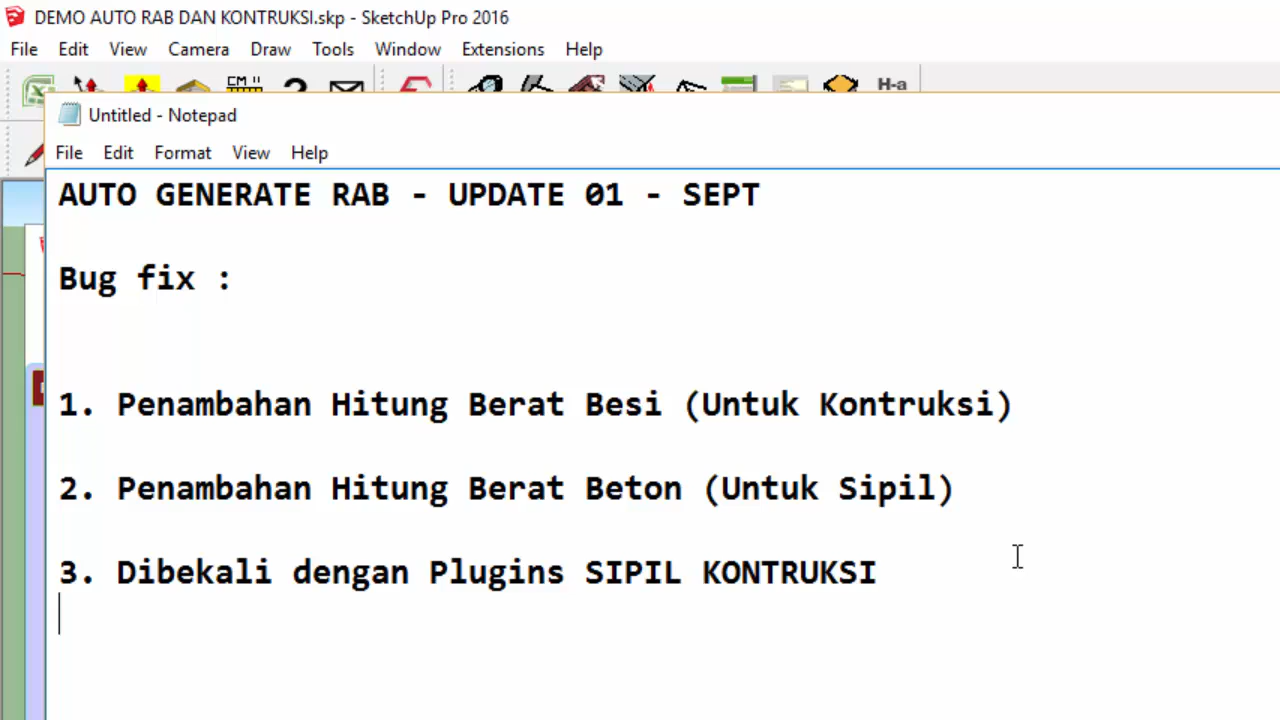 DEMO AUTO RAB DAN KONTRUKSI.skp - SketchUp Pro 2016
File Edit View Camera Draw Tools Window Extensions Help
CM
H-a
Untitled - Notepad
File Edit Format View Help
AUTO GENERATE RAB - UPDATE 01 - SEPT
Bug fix :
1. Penambahan Hitung Berat Besi (Untuk Kontruksi)
2. Penambahan Hitung Berat Beton (Untuk Sipil)
3. Dibekali dengan Plugins SIPIL KONTRUKSI